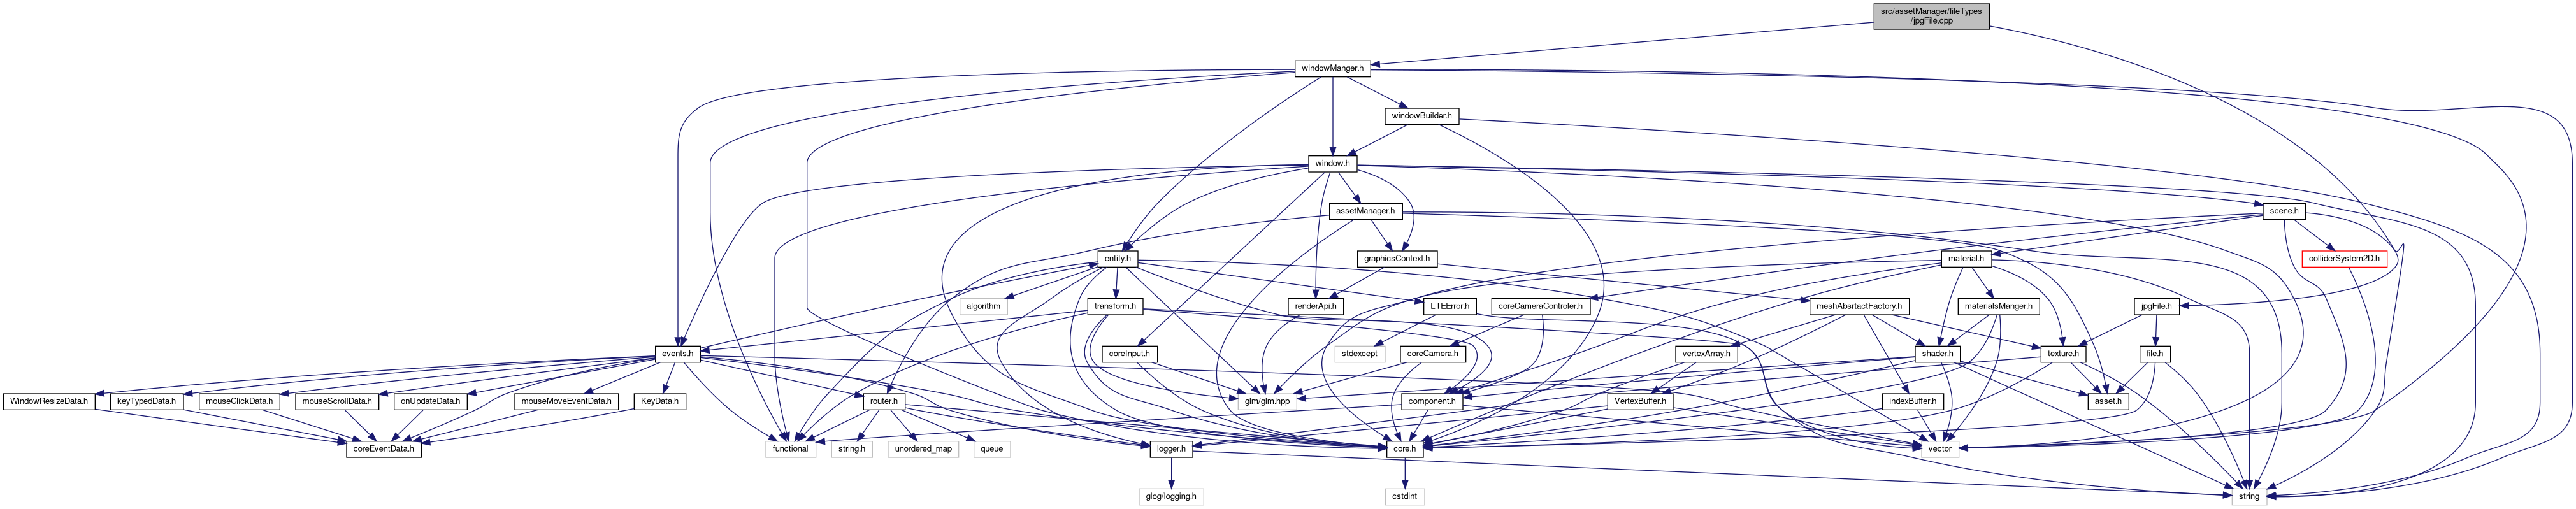 src/assetManager/fileTypes
/jpgFile.cpp
windowManger.h
windowBuilder.h
window.h
assetManager.h
scene.h
entity.h
graphicsContext.h
material.h
colliderSystem2D.h
algorithm
transform.h
renderApi.h
LTEError.h
coreCameraControler.h
meshAbsrtactFactory.h
materialsManger.h
jpgFile.h
events.h
coreInput.h
stdexcept
coreCamera.h
vertexArray.h
shader.h
texture.h
file.h
WindowResizeData.h
keyTypedData.h
mouseClickData.h
mouseScrollData.h
onUpdateData.h
mouseMoveEventData.h
KeyData.h
router.h
glm/glm.hpp
component.h
VertexBuffer.h
indexBuffer.h
asset.h
coreEventData.h
functional
string.h
unordered_map
queue
logger.h
core.h
vector
glog/logging.h
cstdint
string